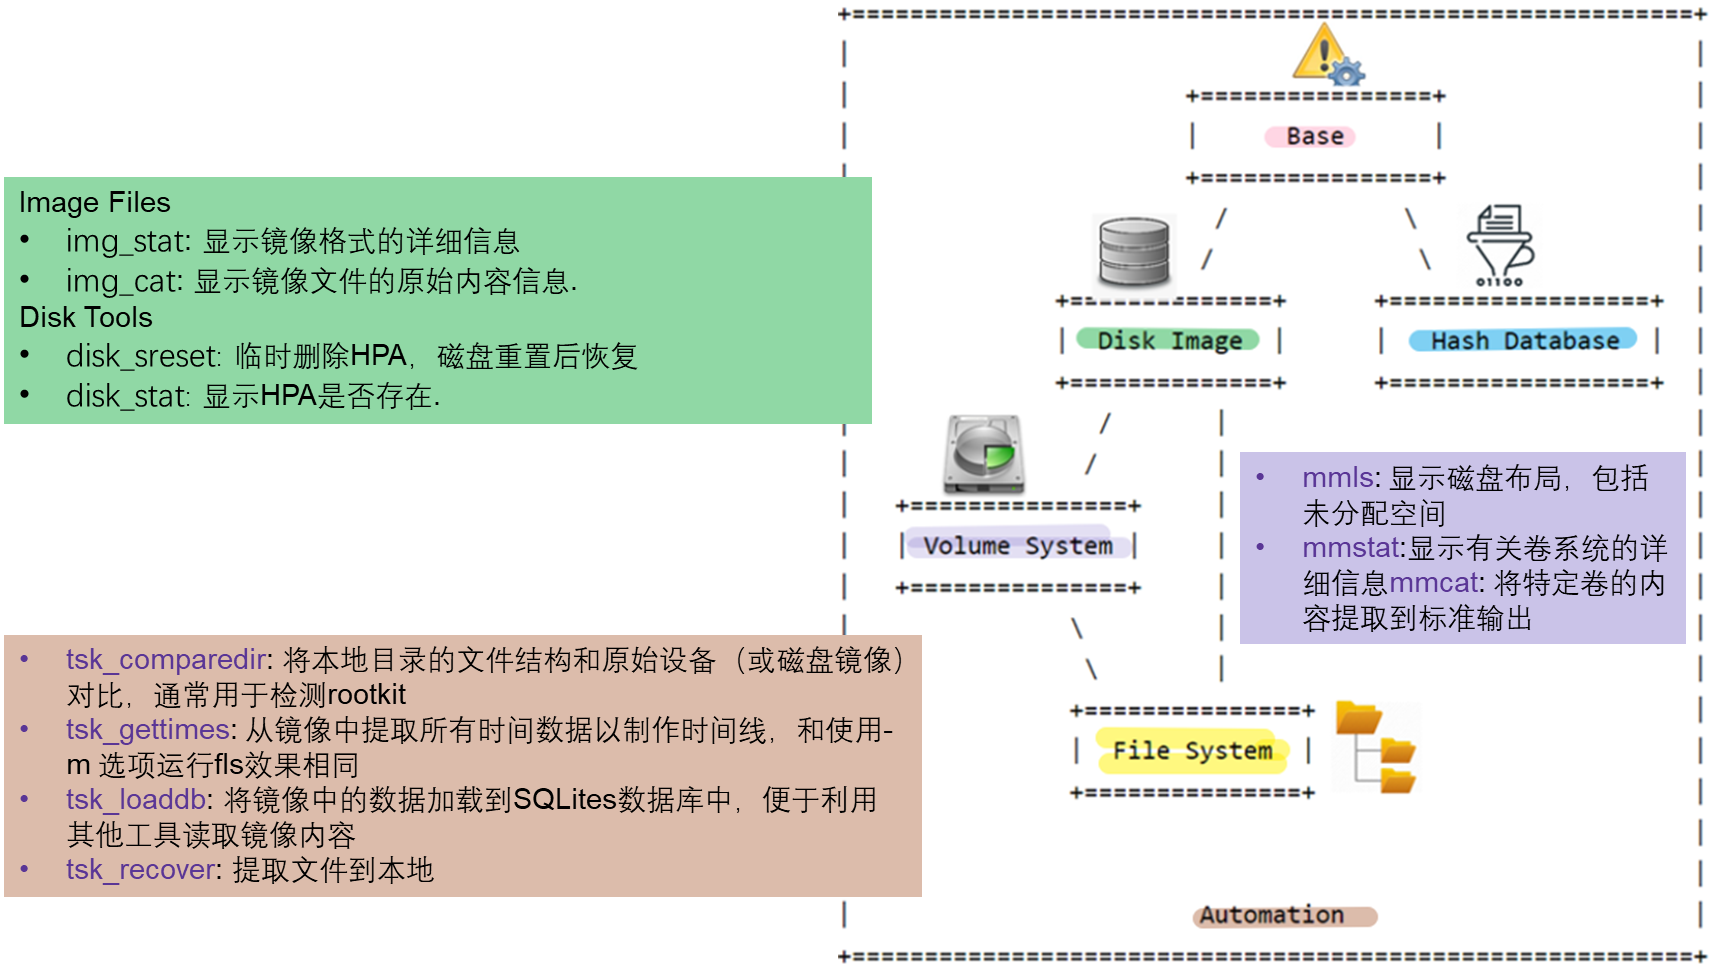 Image Files
• img_stat: 显示镜像格式的详细信息
• img_cat: 显示镜像文件的原始内容信息.
Disk Tools
• disk_sreset: 临时删除HPA，磁盘重置后恢复
• disk_stat: 显示HPA是否存在.
• tsk_comparedir: 将本地目录的文件结构和原始设备（或磁盘镜像）
对比，通常用于检测rootkit
• tsk_gettimes: 从镜像中提取所有时间数据以制作时间线，和使用-
m 选项运行fls效果相同
• tsk_loaddb: 将镜像中的数据加载到SQLites数据库中，便于利用
其他工具读取镜像内容
• tsk_recover: 提取文件到本地
Base
01100
Disk Image
Hash Database
Volume System
• mmls: 显示磁盘布局，包括
未分配空间
• mmstat:显示有关卷系统的详
细信息mmcat: 将特定卷的内
容提取到标准输出
File System
Automation